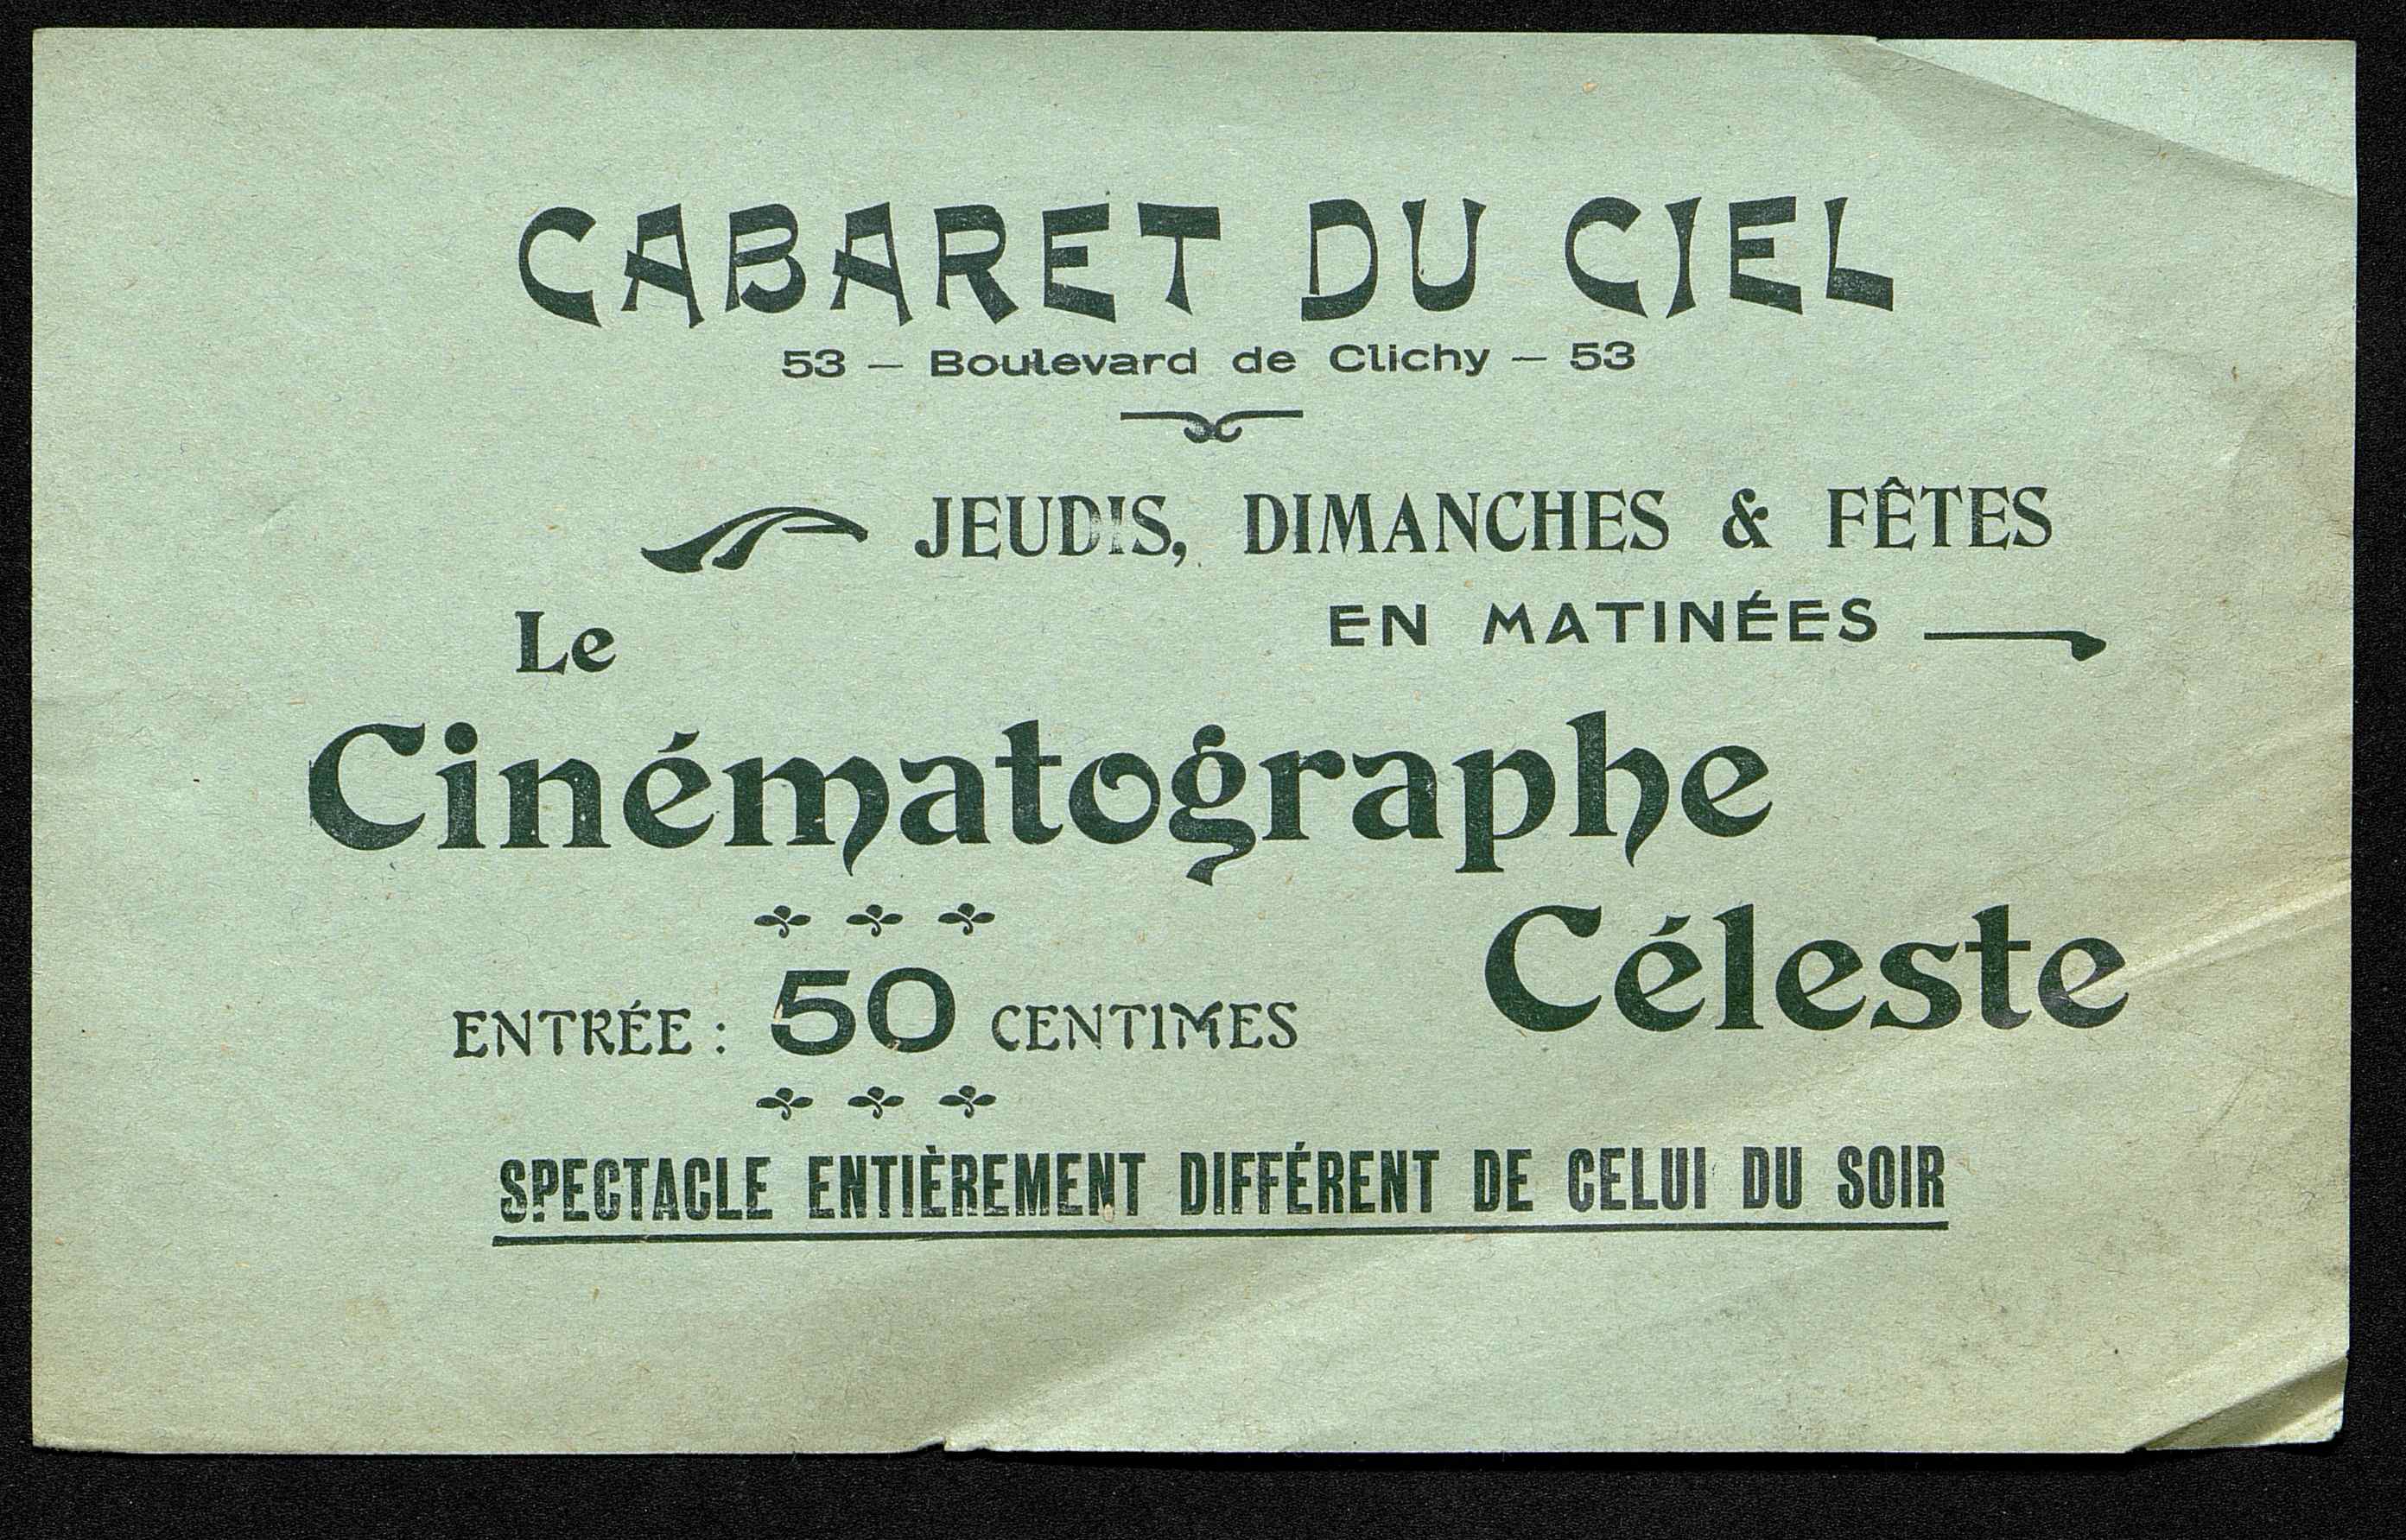 CABARET DU CIEL
53 — Boulevard de Clichy — 53
JEUDIS, DIMANCHES & FÊTES
EN MATINÉES
Le
Cinématographe
Céleste
ENTRÉE : 50 CENTIMES
SPECTACLE ENTIÈREMENT DIFFÉRENT DE CELUI DU SOIR